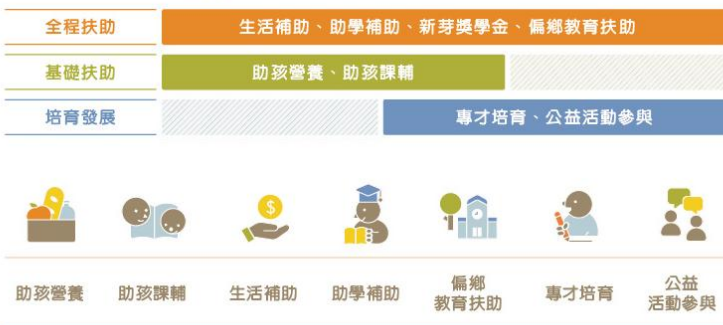 全程扶助
生活補助、助學補助、新芽獎學金、偏鄉教育扶助
基礎扶助
助孩營養、助孩課輔
培育發展
專才培育、公益活動參與
$
助孩營養
助孩課輔
生活補助
助學補助
偏鄉
教育扶助
專才培育
公益
活動參與